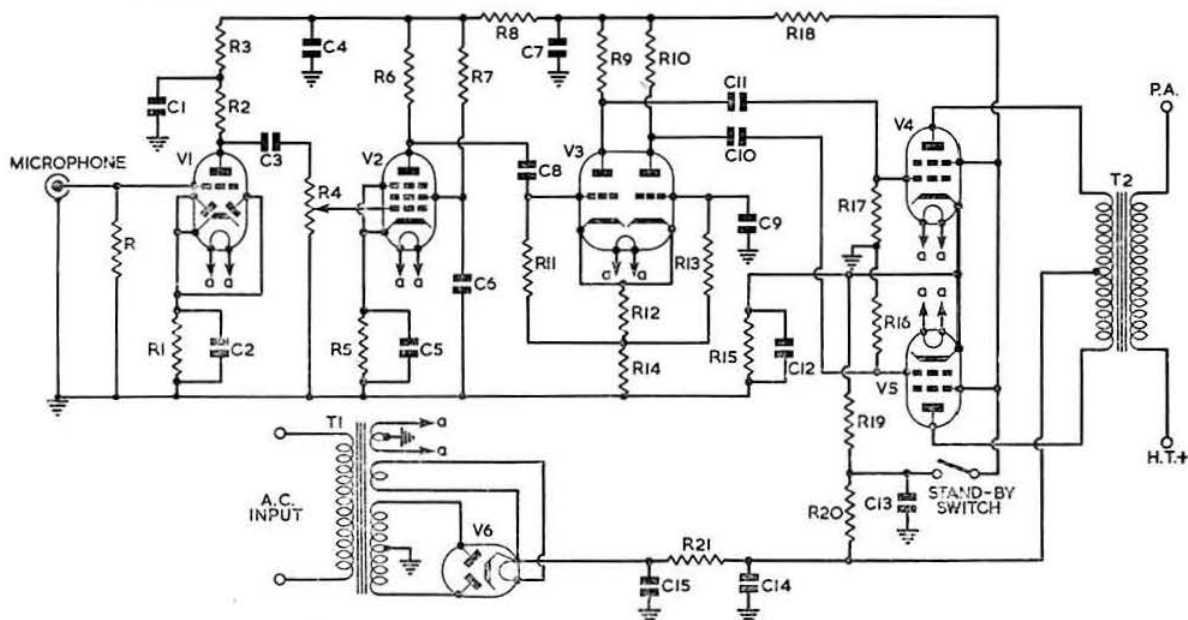 R3
C4
R8
C7
R18
R6
R7
R9
R10
C1
R2
C11
P.A.
V1
C3
V2
V3
C10
V4
MICROPHONE
C8
T2
R4
R17
C9
R
R11
R13
a a
a a
C6
a a
a a
R12
a a
R1
C2
R5
C5
R14
R15
C12
R16
V5
T1
a
a
R19
H.T.+
A.C.
INPUT
V6
R20
C13
STAND-BY
SWITCH
R21
C15
C14